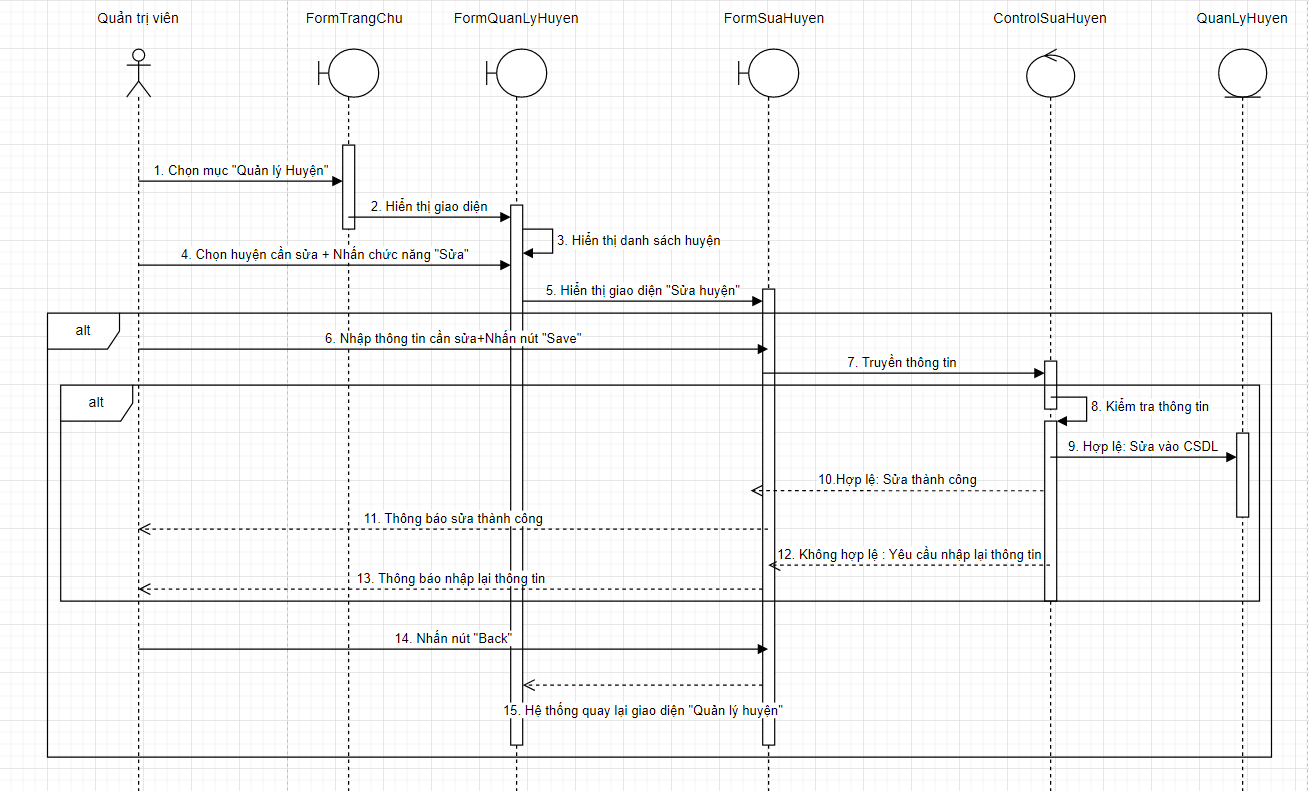 Quản trị viên
FormTrangChu
FormQuanLyHuyen
FormSuaHuyen
ControlSuaHuyen
QuanLyHuyen
1. Chọn mục "Quản lý Huyện"
2. Hiển thị giao diện
3. Hiển thị danh sách huyện
4. Chọn huyện cần sửa + Nhấn chức năng "Sửa"
5. Hiển thị giao diện "Sửa huyện"
alt
6. Nhập thông tin cần sửa+Nhấn nút "Save"
7. Truyền thông tin
alt
8. Kiểm tra thông tin
9. Hợp lệ: Sửa vào CSDL
10.Hợp lệ: Sửa thành công
11. Thông báo sửa thành công
12. Không hợp lệ : Yêu cầu nhập lại thông tin
13. Thông báo nhập lại thông tin
14. Nhấn nút "Back"
15. Hệ thống quay lại giao diện "Quản lý huyện"